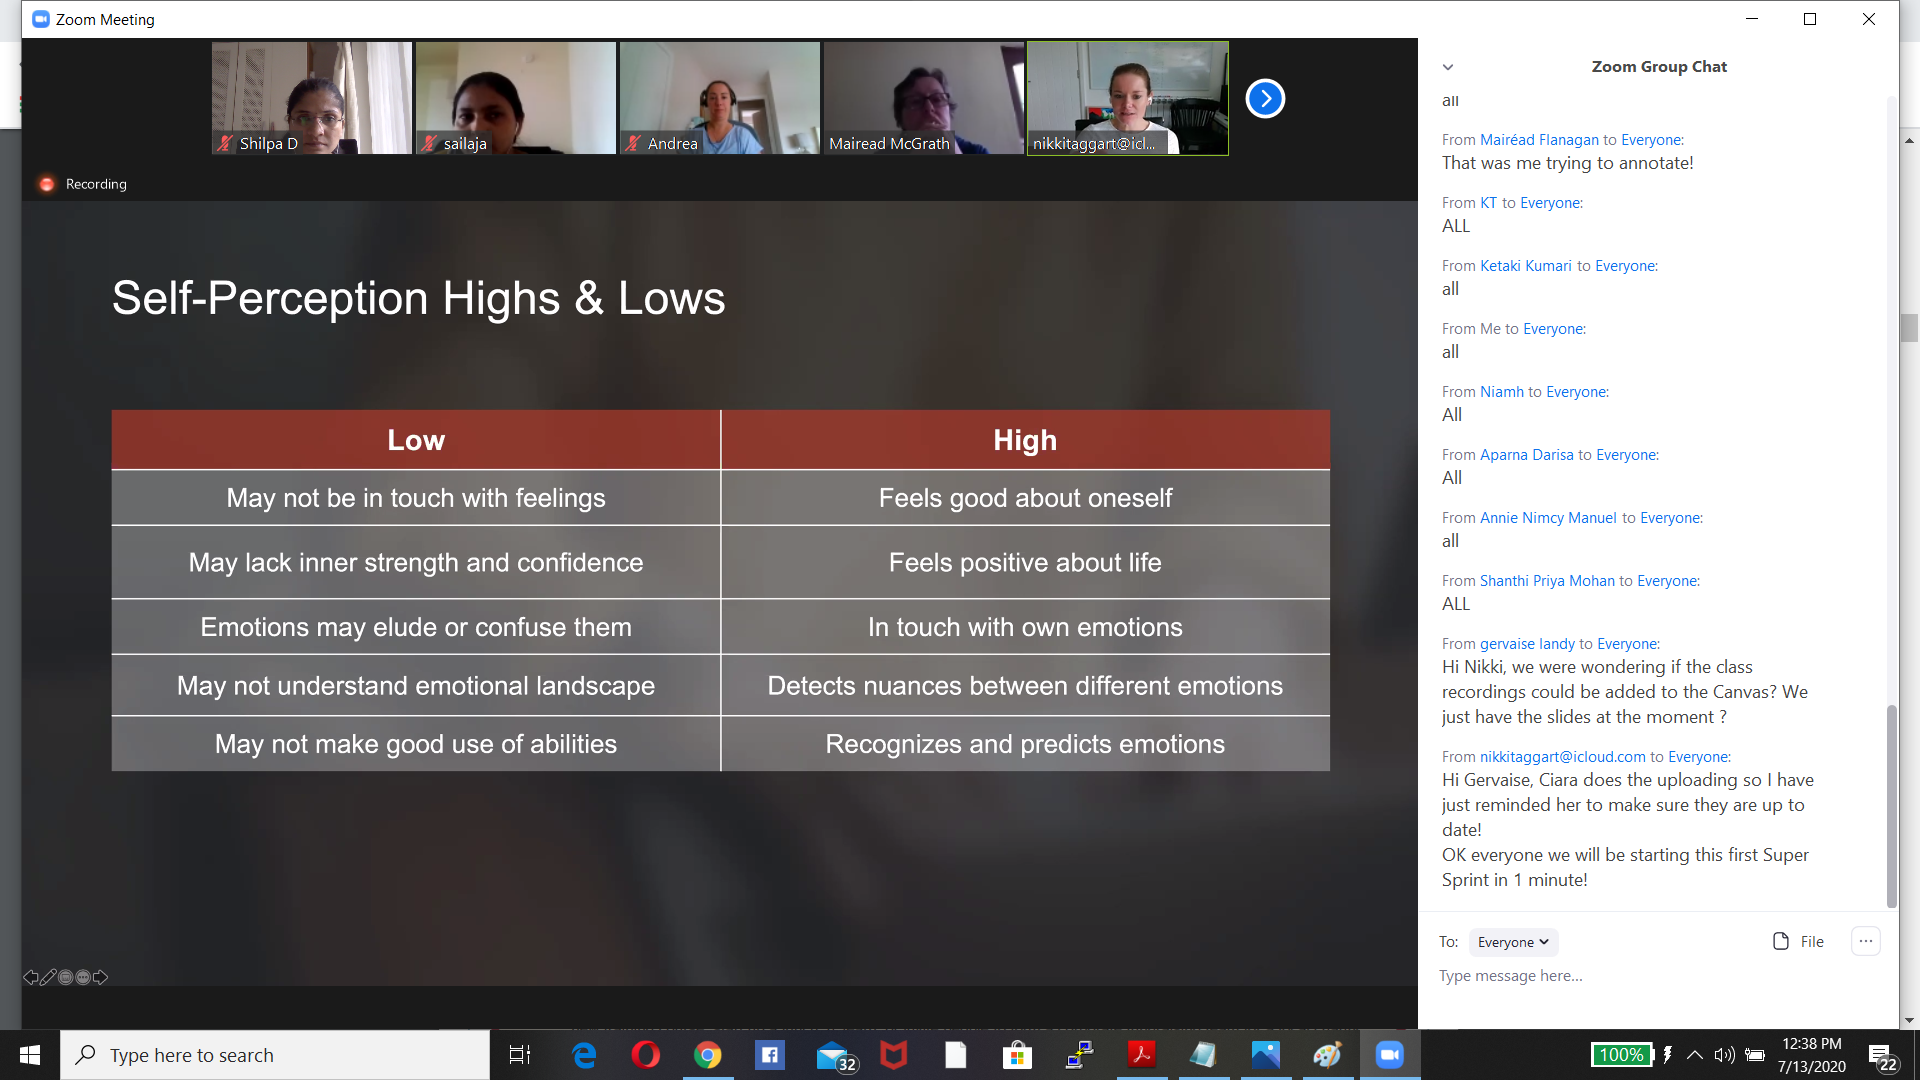 Zoom Meeting
Shilpa D
sailaja
Andrea
Mairead McGrath
nikkitaggart@icl...
Recording
Self-Perception Highs & Lows
Low High
May not be in touch with feelings Feels good about oneself
May lack inner strength and confidence Feels positive about life
Emotions may elude or confuse them In touch with own emotions
May not understand emotional landscape Detects nuances between different emotions
May not make good use of abilities Recognizes and predicts emotions
Zoom Group Chat
all
From Mairéad Flanagan to Everyone:
That was me trying to annotate!
From KT to Everyone:
ALL
From Ketaki Kumari to Everyone:
all
From Me to Everyone:
all
From Niamh to Everyone:
All
From Aparna Darisa to Everyone:
All
From Annie Nimcy Manuel to Everyone:
all
From Shanthi Priya Mohan to Everyone:
ALL
From gervaise landy to Everyone:
Hi Nikki, we were wondering if the class
recordings could be added to the Canvas? We
just have the slides at the moment ?
From nikkitaggart@icloud.com to Everyone:
Hi Gervaise, Ciara does the uploading so I have
just reminded her to make sure they are up to
date!
OK everyone we will be starting this first Super
Sprint in 1 minute!
To: Everyone File ...
Type message here...
Type here to search
32
100%
12:38 PM
7/13/2020
22